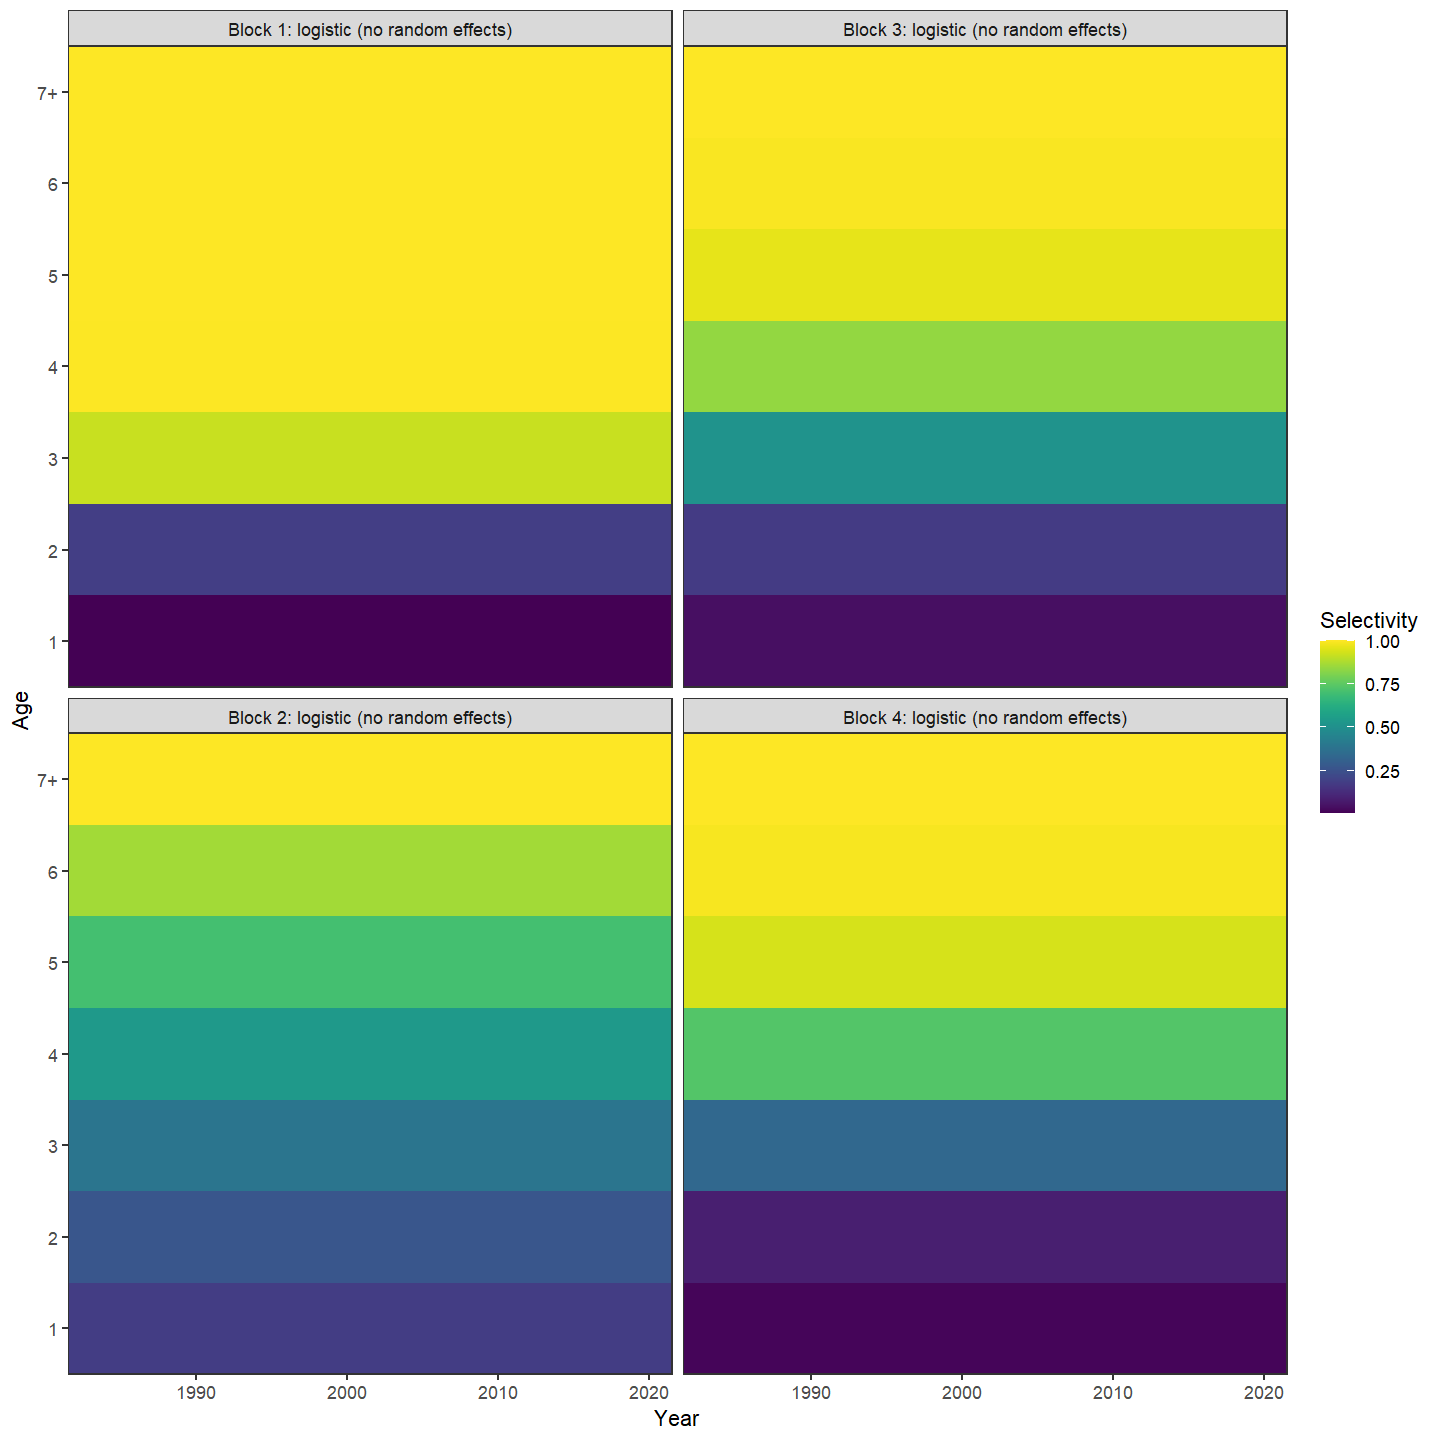 Block 1: logistic (no random effects)
Block 3: logistic (no random effects)
7+
6
5
4
3
2
1
Block 2: logistic (no random effects)
Block 4: logistic (no random effects)
7+
6
5
4
3
2
1
1990 2000 2010 2020
1990 2000 2010 2020
Year
Age
Selectivity
1.00
0.75
0.50
0.25